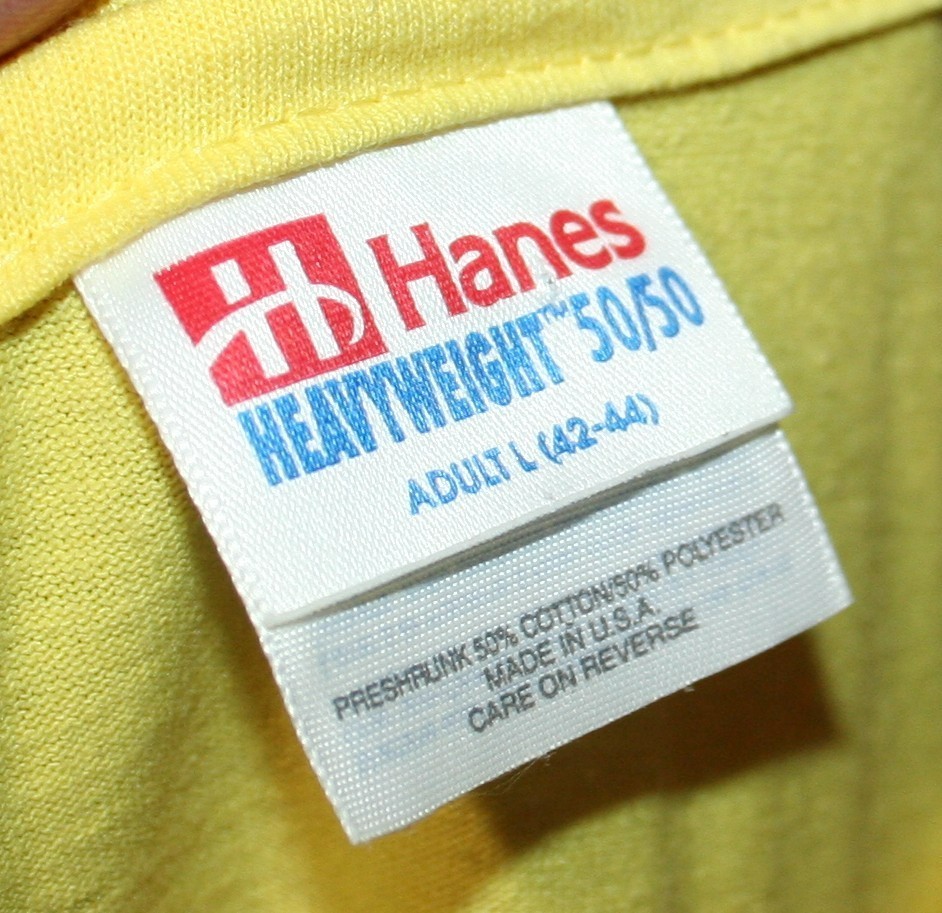 Hanes
HEAVYWEIGHT™ 50/50
ADULT L (42-44)
PRESHRUNK 50% COTTON/50% POLYESTER
MADE IN U.S.A.
CARE ON REVERSE